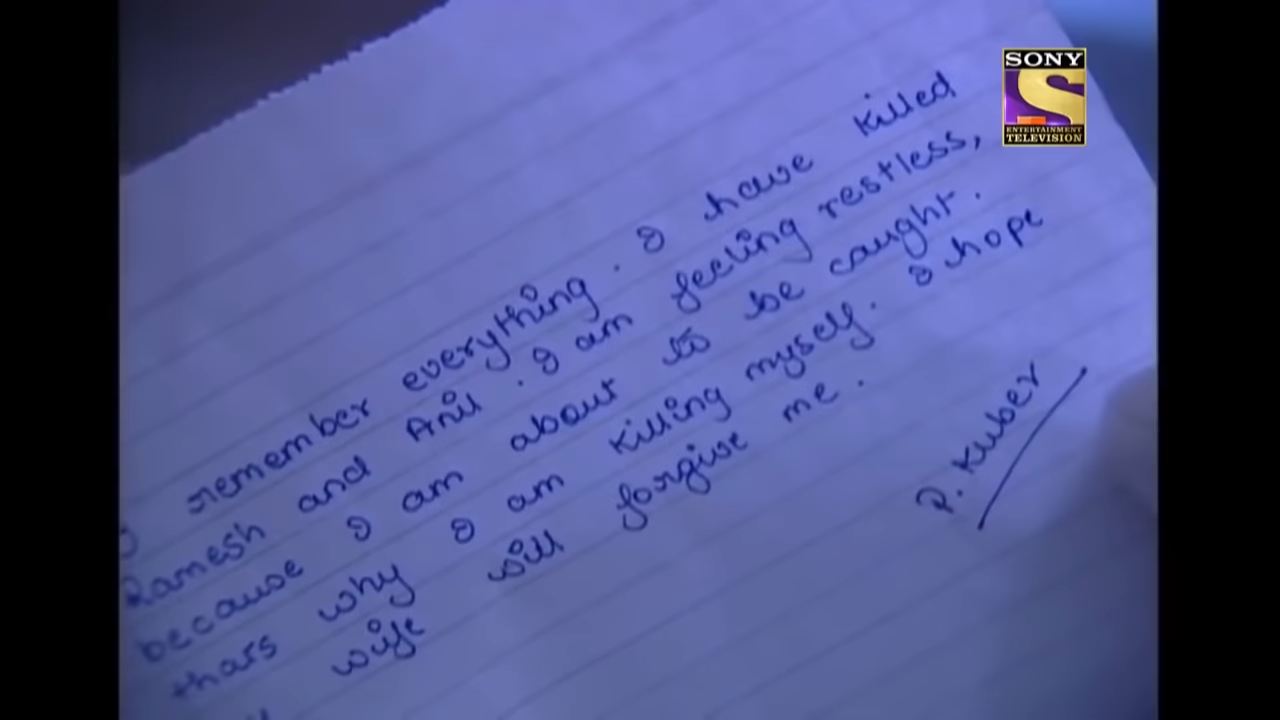 I remember everything. I have killed
Ramesh and Anil. I am feeling restless,
because I am about to be caught.
thats why I am killing myself. I hope
wife will forgive me.
P. Kuber
SONY
ENTERTAINMENT
TELEVISION